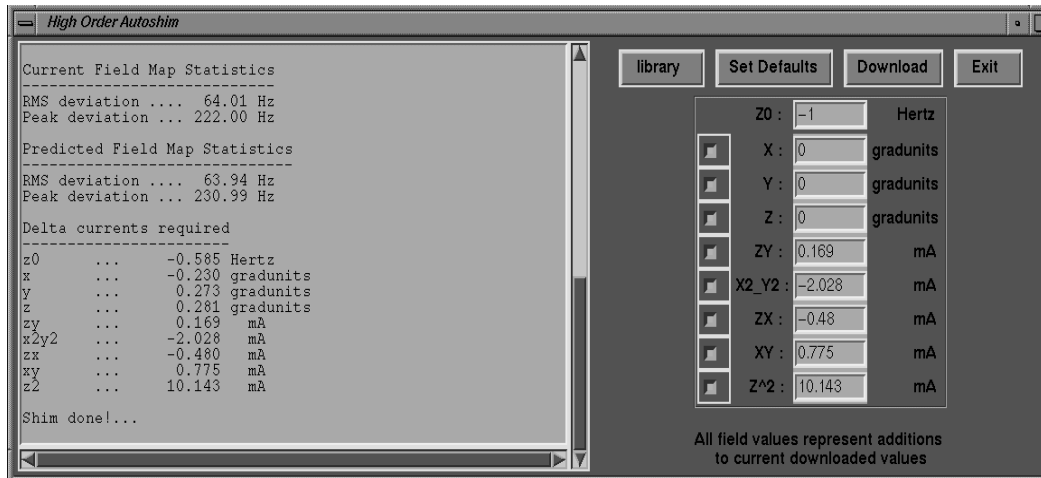 High Order Autoshim
Current Field Map Statistics
----------------------------
RMS deviation .... 64.01 Hz
Peak deviation ... 222.00 Hz
Predicted Field Map Statistics
------------------------------
RMS deviation .... 63.94 Hz
Peak deviation ... 230.99 Hz
Delta currents required
-----------------------
z0 ... -0.585 Hertz
x ... -0.230 gradunits
y ... 0.273 gradunits
z ... 0.281 gradunits
zy ... 0.169 mA
x2y2 ... -2.028 mA
zx ... -0.480 mA
xy ... 0.775 mA
z2 ... 10.143 mA
Shim done!...
library Set Defaults Download Exit
Z0 : -1 Hertz
X : 0 gradunits
Y : 0 gradunits
Z : 0 gradunits
ZY : 0.169 mA
X2_Y2 : -2.028 mA
ZX : -0.48 mA
XY : 0.775 mA
Z^2 : 10.143 mA
All field values represent additions
to current downloaded values